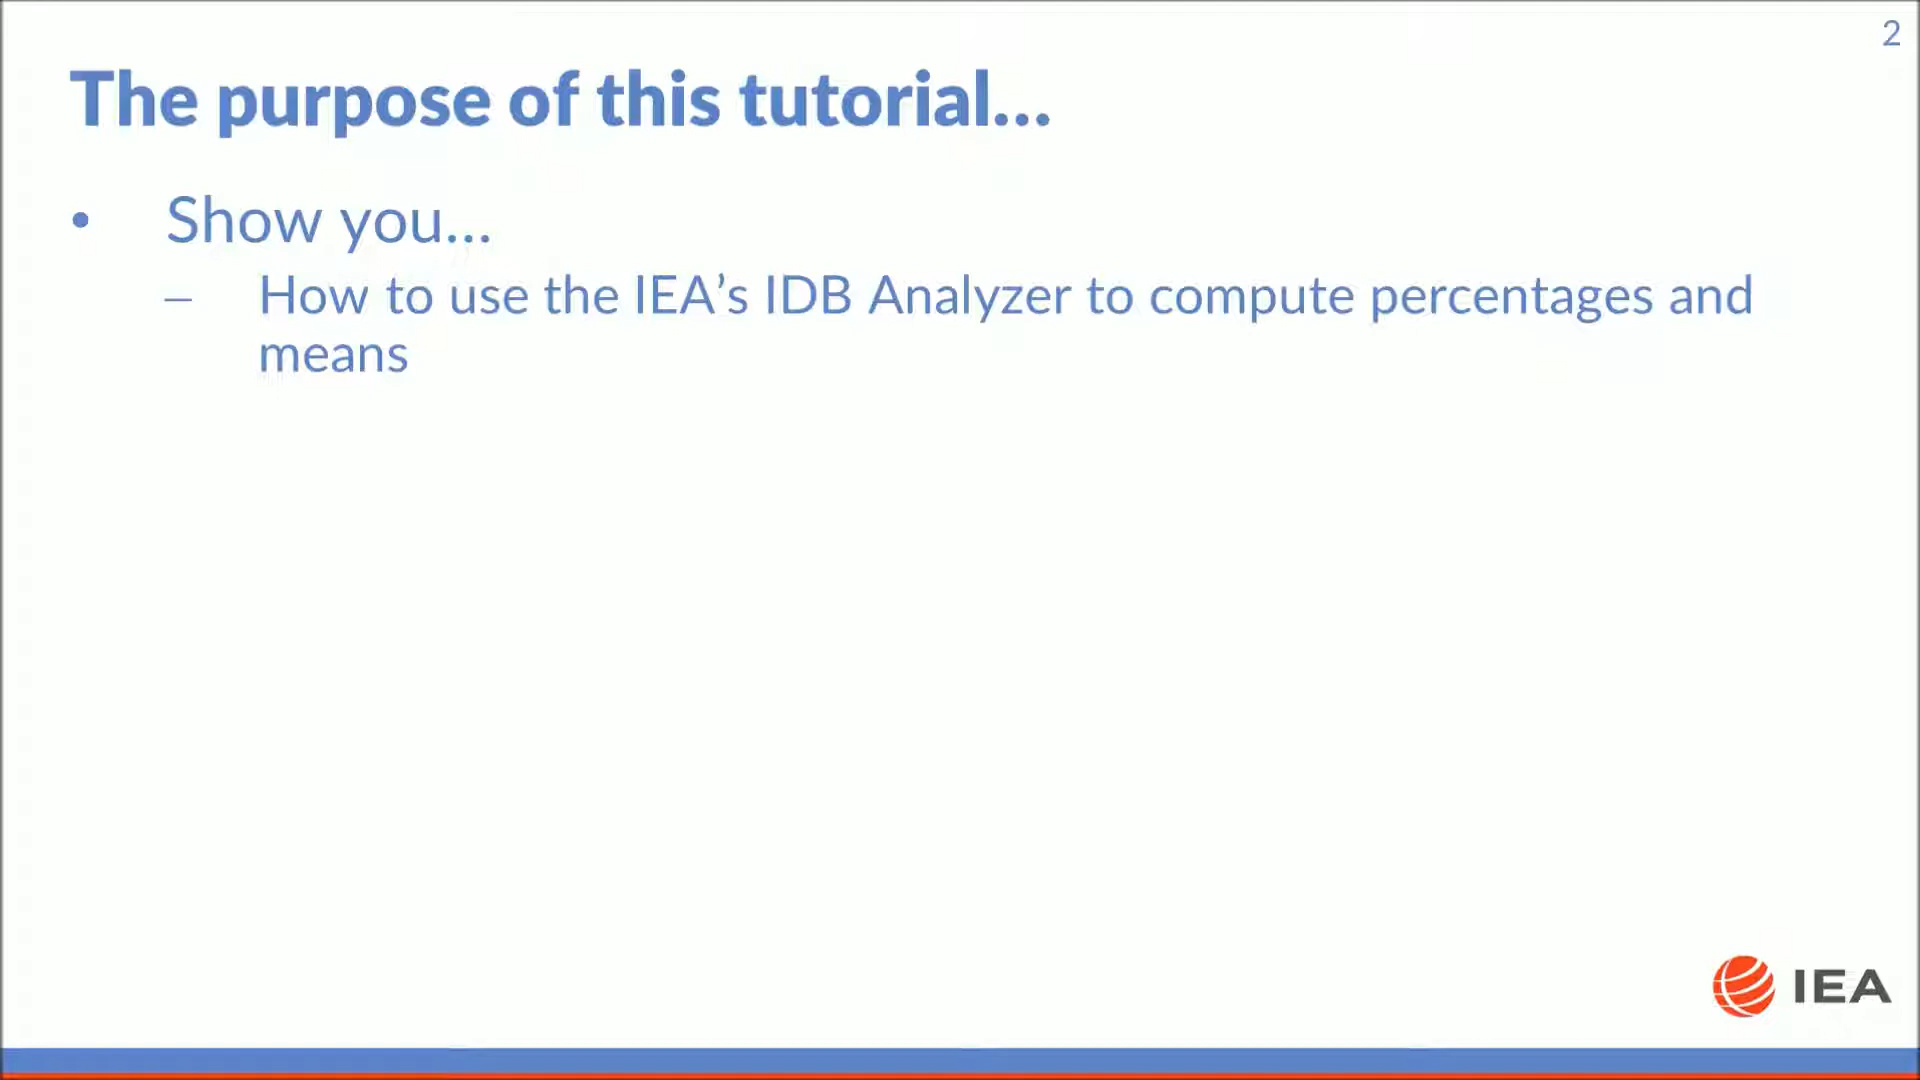 2
The purpose of this tutorial...
• Show you...
– How to use the IEA’s IDB Analyzer to compute percentages and
means
IEA